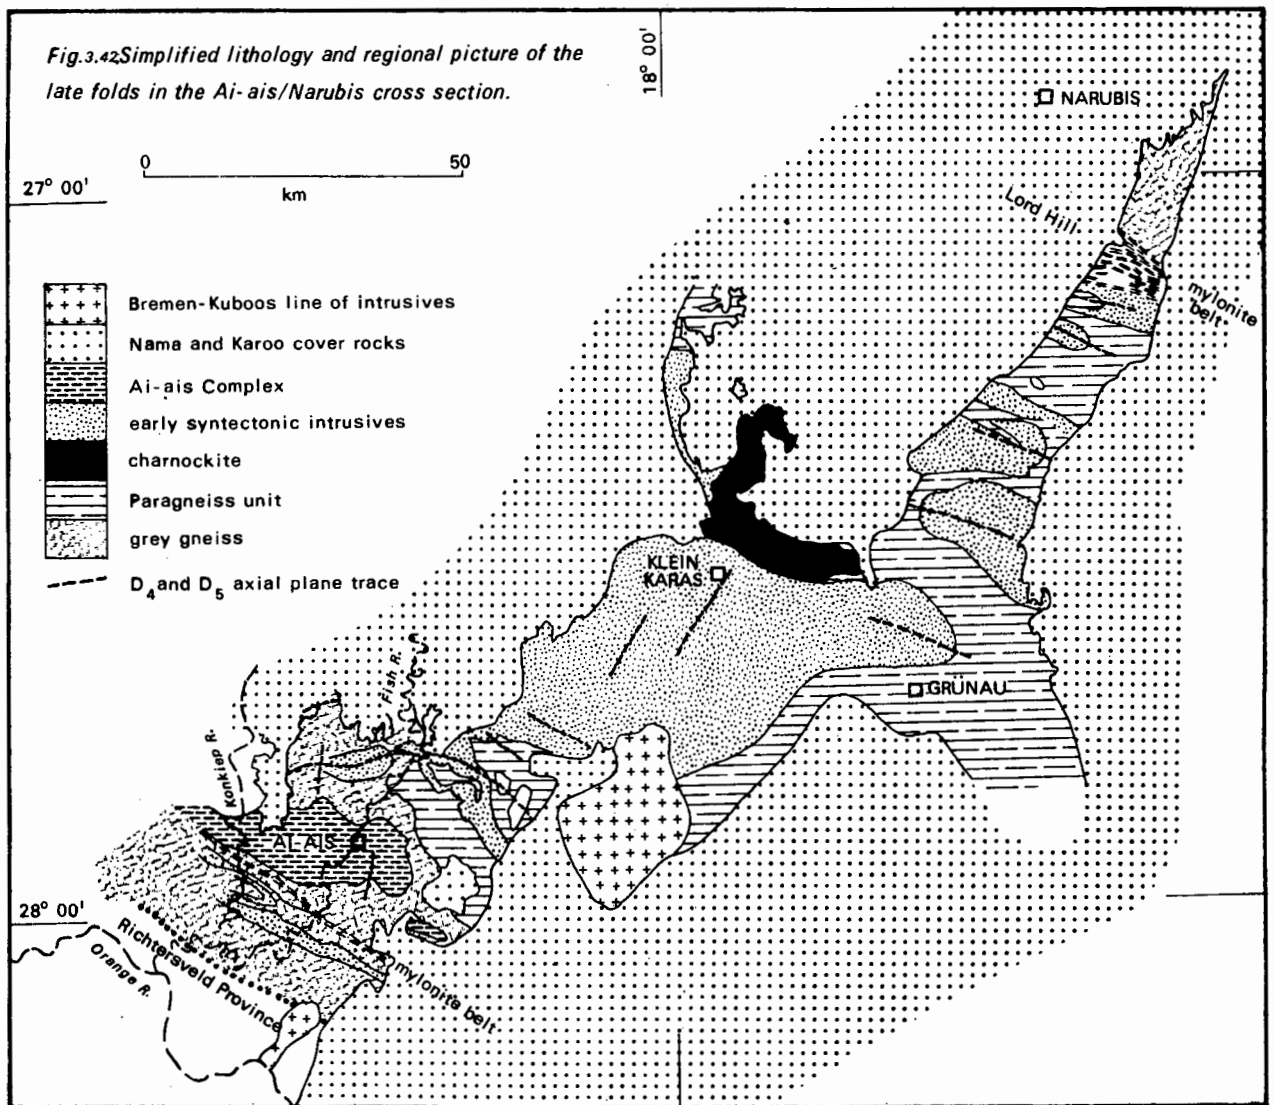 Fig.3.42 Simplified lithology and regional picture of the
late folds in the Ai-ais/Narubis cross section.
0 50
km
18° 00'
27° 00'
28° 00'
Bremen-Kuboos line of intrusives
Nama and Karoo cover rocks
Ai-ais Complex
early syntectonic intrusives
charnockite
Paragneiss unit
grey gneiss
D4 and D5 axial plane trace
NARUBIS
Lord Hill
mylonite
belt
KLEIN
KARAS
GRÜNAU
Fish R.
Konkiep R.
AI-AIS
mylonite belt
Richtersveld Province
Orange R.